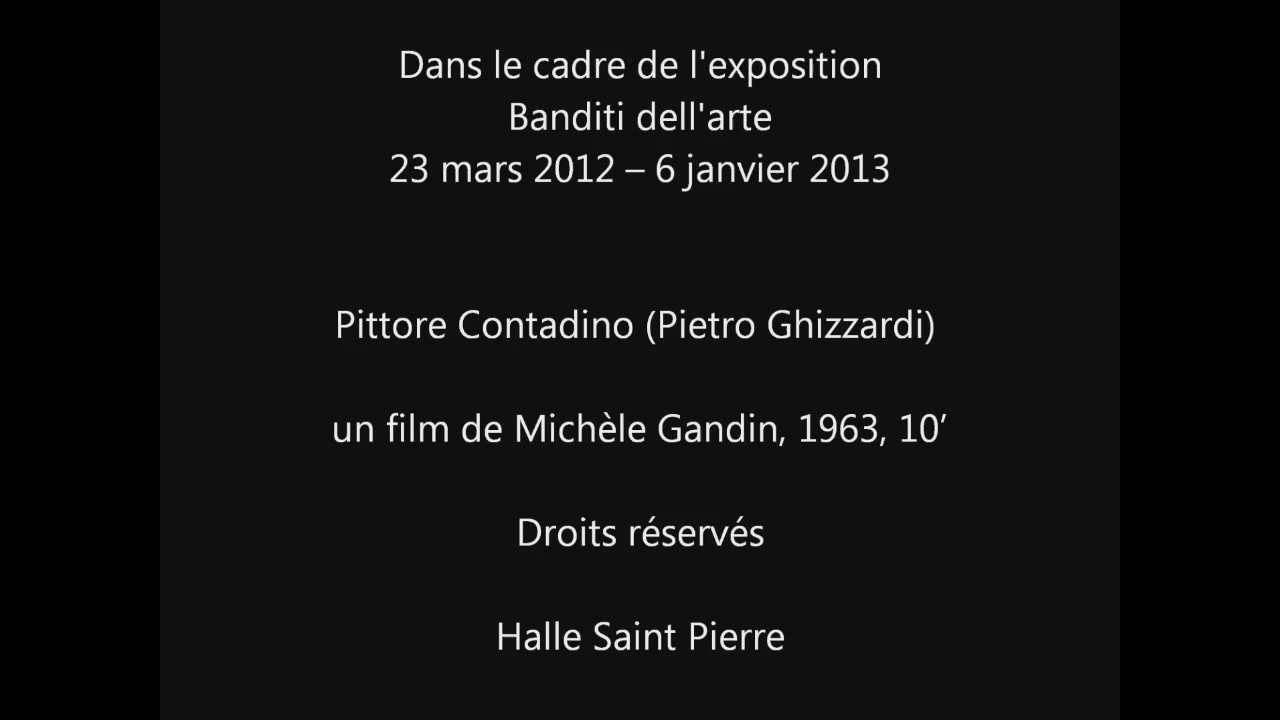 Dans le cadre de l'exposition
Banditi dell'arte
23 mars 2012 – 6 janvier 2013
Pittore Contadino (Pietro Ghizzardi)
un film de Michèle Gandin, 1963, 10’
Droits réservés
Halle Saint Pierre